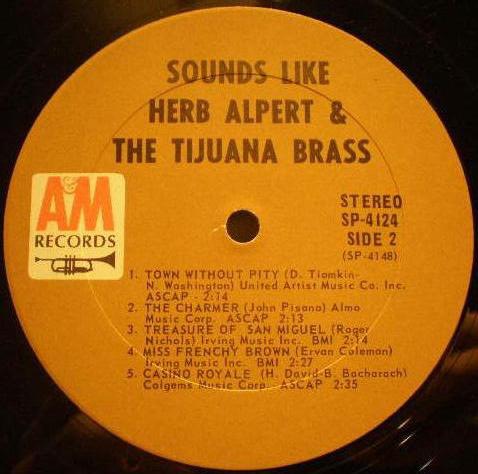 SOUNDS LIKE
HERB ALPERT &
THE TIJUANA BRASS
A&M
RECORDS
STEREO
SP-4124
SIDE 2
(SP-4148)
1. TOWN WITHOUT PITY (D. Tiomkin-
N. Washington) United Artist Music Co. Inc.
ASCAP - 2:14
2. THE CHARMER (John Pisano) Almo
Music Corp. ASCAP 2:13
3. TREASURE OF SAN MIGUEL (Roger
Nichols) Irving Music Inc. BMI 2:14
4. MISS FRENCHY BROWN (Ervan Coleman)
Irving Music Inc. BMI 2:27
5. CASINO ROYALE (H. David-B. Bacharach)
Colgems Music Corp. ASCAP 2:35